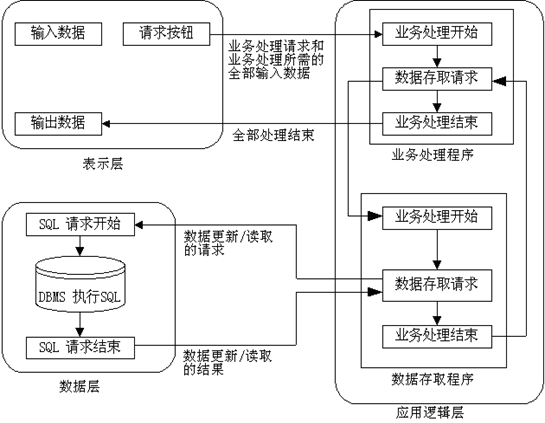 输入数据
请求按钮
业务处理请求和
业务处理所需的
全部输入数据
业务处理开始
数据存取请求
业务处理结束
业务处理程序
输出数据
全部处理结束
表示层
SQL 请求开始
DBMS 执行SQL
SQL 请求结束
数据层
数据更新/读取
的请求
数据更新/读取
的结果
业务处理开始
数据存取请求
业务处理结束
数据存取程序
应用逻辑层